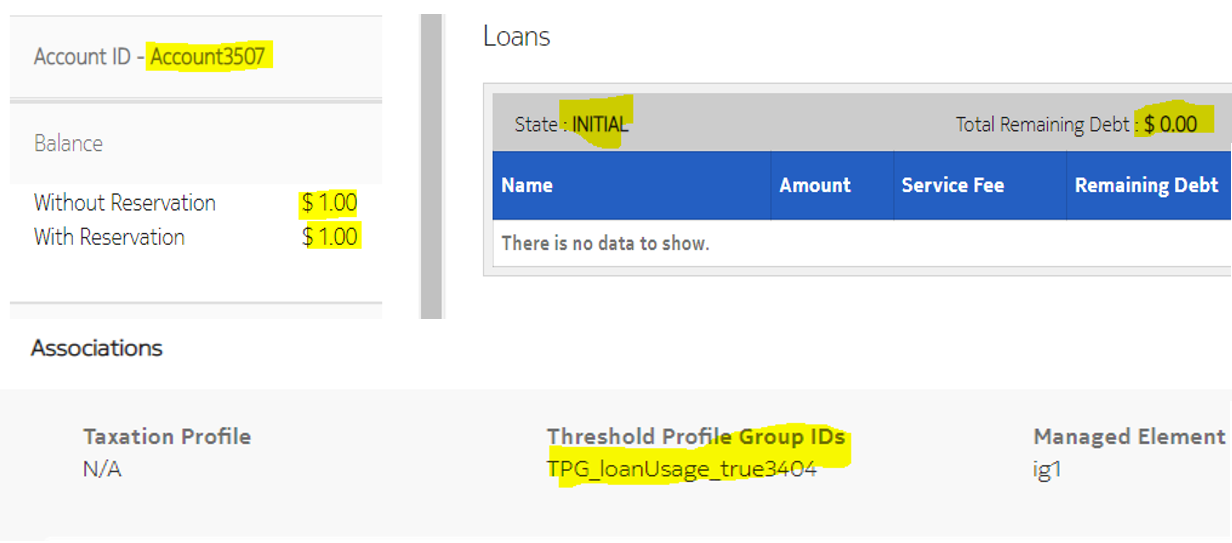 Account ID - Account3507
Balance
Without Reservation $ 1.00
With Reservation $ 1.00
Loans
State : INITIAL Total Remaining Debt : $ 0.00
Name Amount Service Fee Remaining Debt
There is no data to show.
Associations
Taxation Profile Threshold Profile Group IDs Managed Element
N/A TPG_loanUsage_true3404 ig1